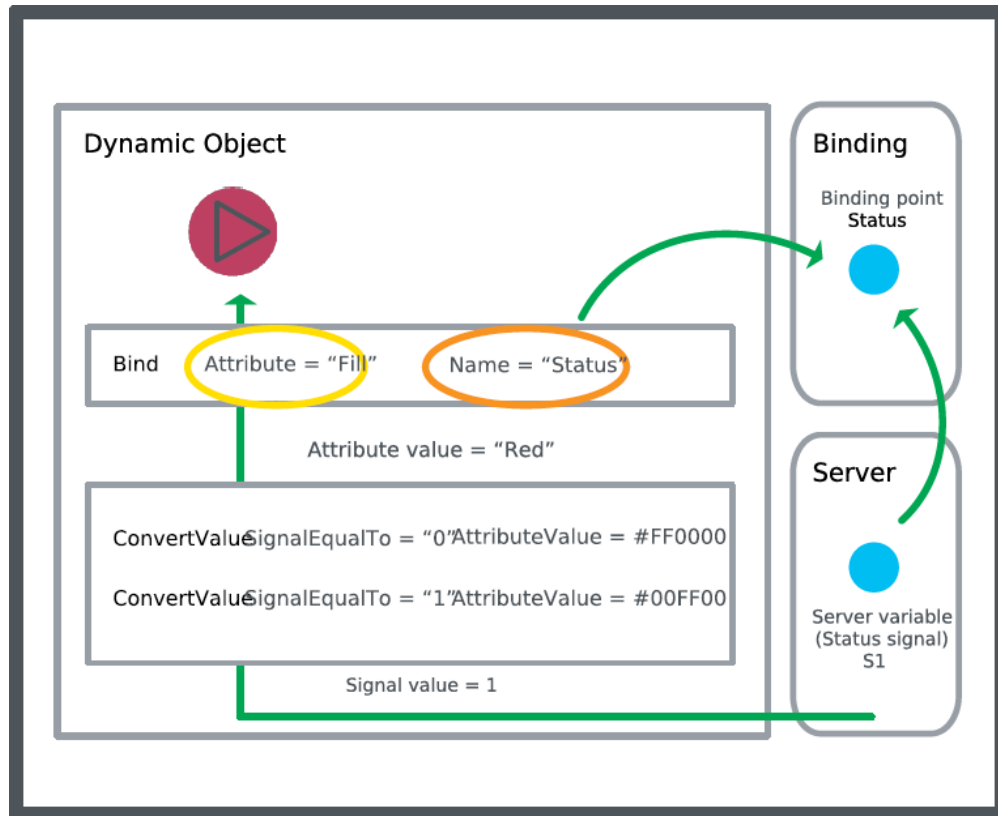 Dynamic Object
Binding
Binding point
Status
Bind Attribute = “Fill” Name = “Status”
Attribute value = “Red”
Server
ConvertValue SignalEqualTo = “0” AttributeValue = #FF0000
ConvertValue SignalEqualTo = “1” AttributeValue = #00FF00
Server variable
(Status signal)
S1
Signal value = 1